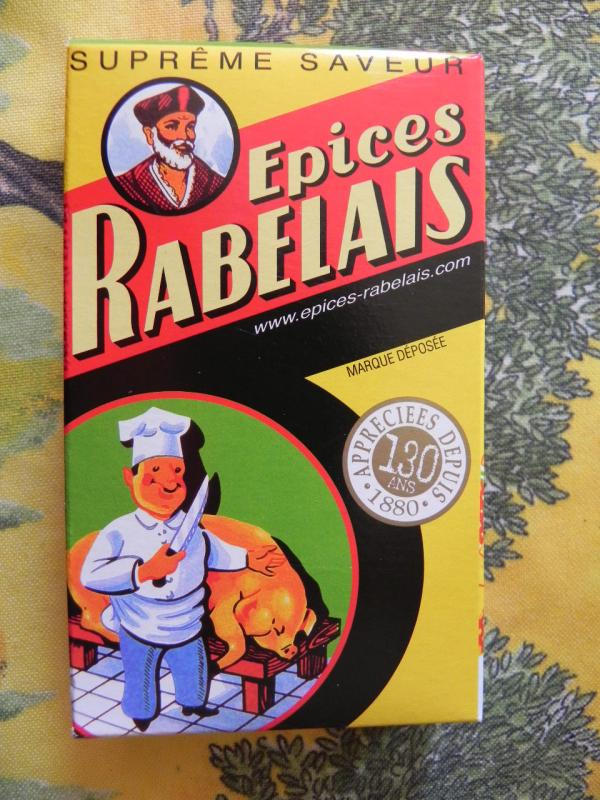 SUPRÊME SAVEUR
Epices
RABELAIS
www.epices-rabelais.com
MARQUE DÉPOSÉE
APPRECIEES DEPUIS
130
ANS
· 1880 ·